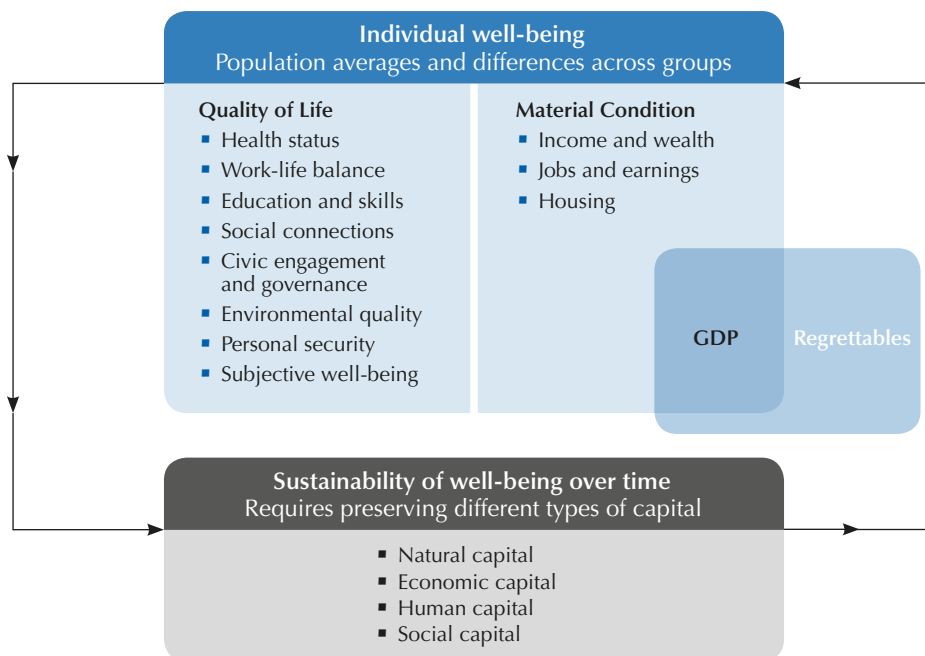 Individual well-being
Population averages and differences across groups
Quality of Life
Health status
Work-life balance
Education and skills
Social connections
Civic engagement
and governance
Environmental quality
Personal security
Subjective well-being
Material Condition
Income and wealth
Jobs and earnings
Housing
GDP
Regrettables
Sustainability of well-being over time
Requires preserving different types of capital
Natural capital
Economic capital
Human capital
Social capital